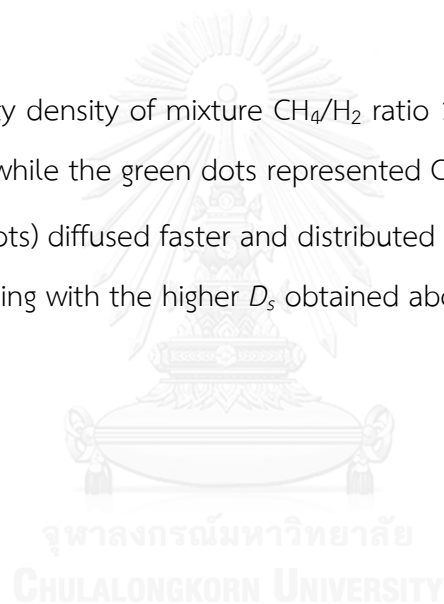 ty density of mixture CH₄/H₂ ratio
while the green dots represented
ots) diffused faster and distributed
ing with the higher Dₛ obtained
จุฬาลงกรณ์มหาวิทยาลัย
CHULALONGKORN UNIVERSITY